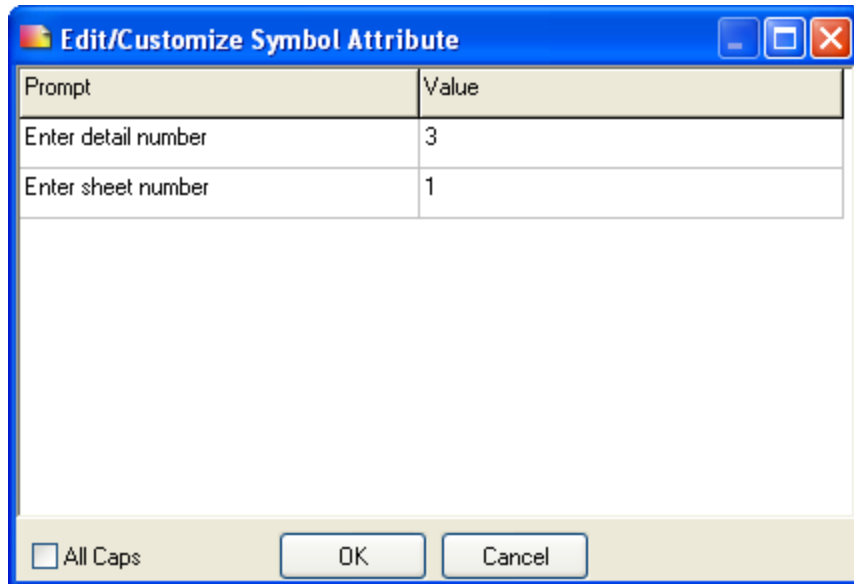 Edit/Customize Symbol Attribute
Prompt Value
Enter detail number 3
Enter sheet number 1
All Caps OK Cancel